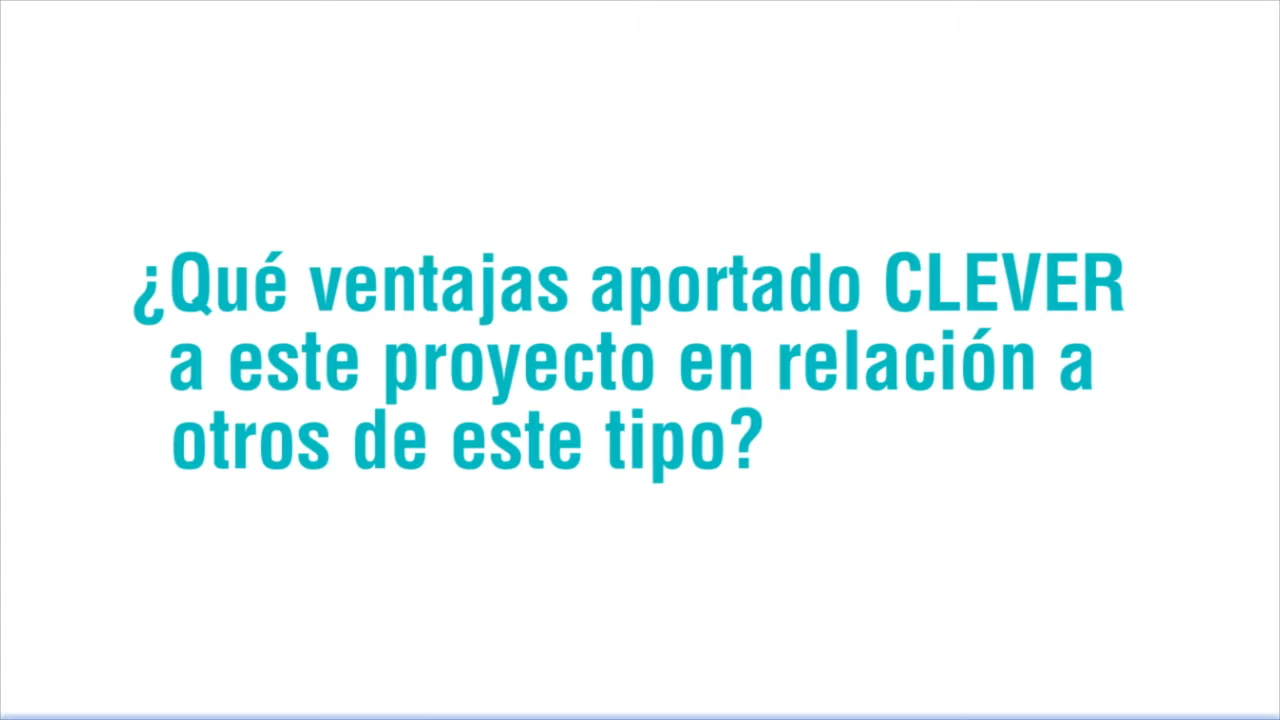 ¿Qué ventajas aportado CLEVER
a este proyecto en relación a
otros de este tipo?